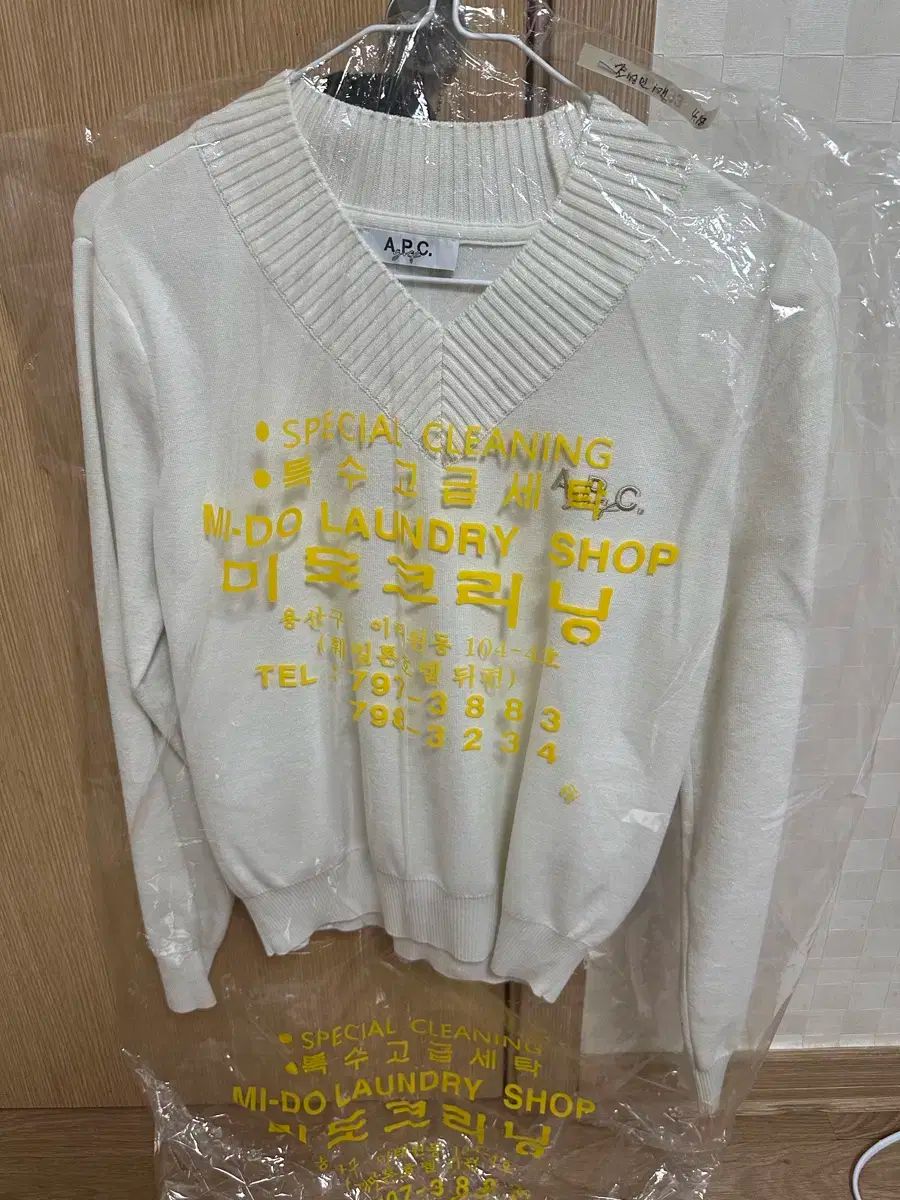 A.P.C.
• SPECIAL CLEANING
• 특수고급세탁
A.P.C.
MI-DO LAUNDRY SHOP
미도크리닝
용산구 이태원동 104-4호
뒤편)
TEL : 797-3883
798-3234
• SPECIAL CLEANING
• 특수고급세탁
MI-DO LAUNDRY SHOP
미도크리닝